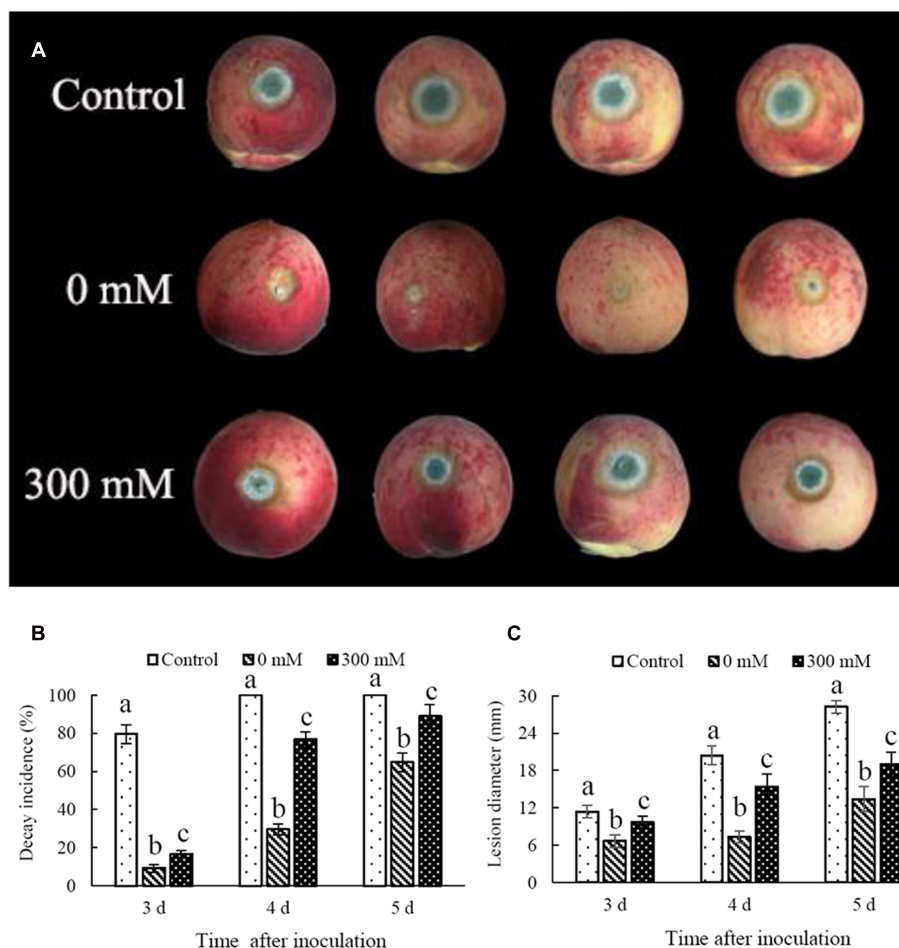 A
Control
0 mM
300 mM
B
Control 0 mM 300 mM
Decay incidence (%)
100
80
60
40
20
0
a
b
c
a
b
c
a
b
c
3 d 4 d 5 d
Time after inoculation
C
Control 0 mM 300 mM
Lesion diameter (mm)
30
24
18
12
6
0
a
b
c
a
b
c
a
b
c
3 d 4 d 5 d
Time after inoculation